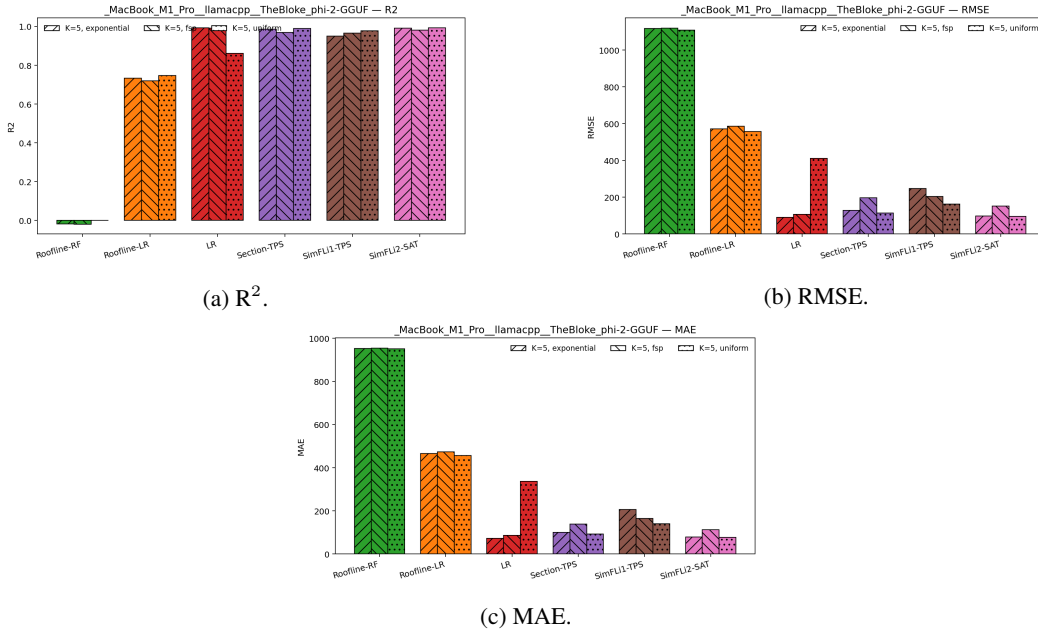 _MacBook_M1_Pro__llamacpp__TheBloke_phi-2-GGUF — R2
K=5, exponential K=5, fsp K=5, uniform
1.0
0.8
0.6
0.4
0.2
0.0
R2
Roofline-RF Roofline-LR LR Section-TPS SimFLi1-TPS SimFLi2-SAT
(a) R².
_MacBook_M1_Pro__llamacpp__TheBloke_phi-2-GGUF — RMSE
K=5, exponential K=5, fsp K=5, uniform
1000
800
600
400
200
0
RMSE
Roofline-RF Roofline-LR LR Section-TPS SimFLi1-TPS SimFLi2-SAT
(b) RMSE.
_MacBook_M1_Pro__llamacpp__TheBloke_phi-2-GGUF — MAE
K=5, exponential K=5, fsp K=5, uniform
1000
800
600
400
200
0
MAE
Roofline-RF Roofline-LR LR Section-TPS SimFLi1-TPS SimFLi2-SAT
(c) MAE.